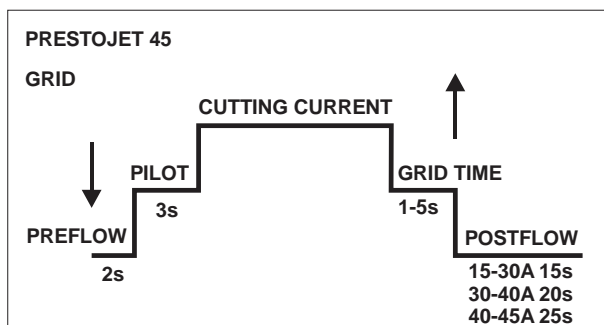 PRESTOJET 45
GRID
CUTTING CURRENT
PILOT
3s
GRID TIME
1-5s
PREFLOW
2s
POSTFLOW
15-30A 15s
30-40A 20s
40-45A 25s